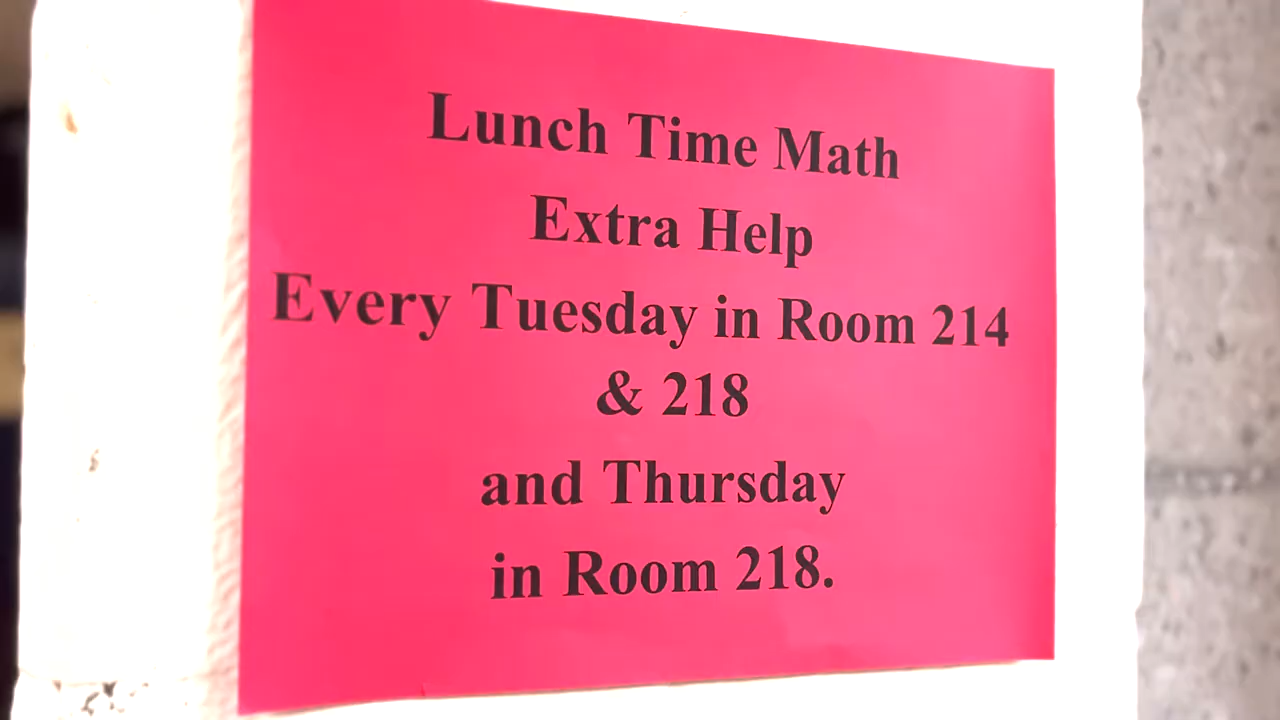 Lunch Time Math
Extra Help
Every Tuesday in Room 214
& 218
and Thursday
in Room 218.